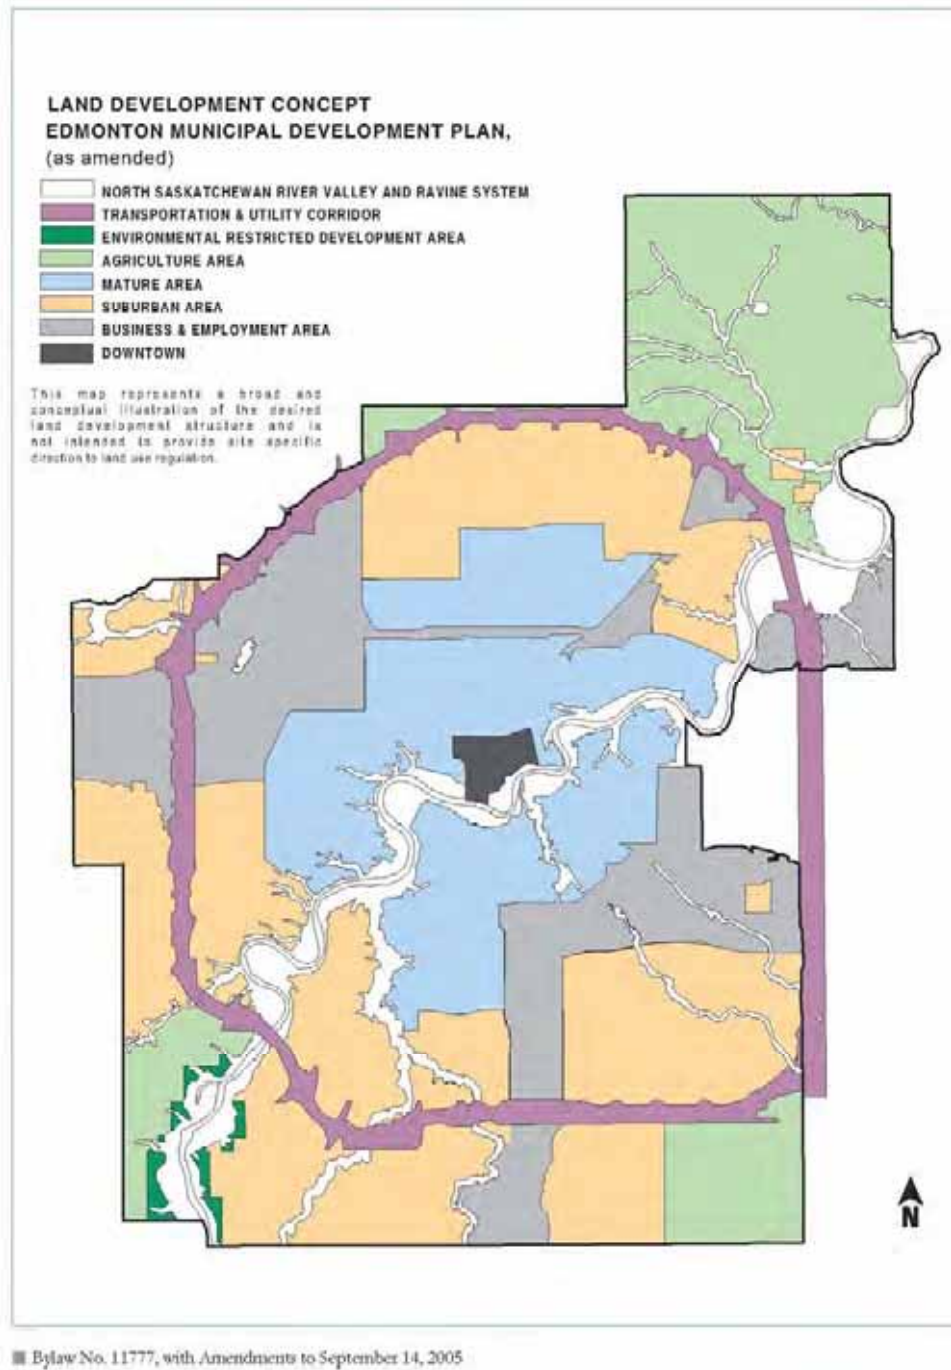 LAND DEVELOPMENT CONCEPT
EDMONTON MUNICIPAL DEVELOPMENT PLAN,
(as amended)
NORTH SASKATCHEWAN RIVER VALLEY AND RAVINE SYSTEM
TRANSPORTATION & UTILITY CORRIDOR
ENVIRONMENTAL RESTRICTED DEVELOPMENT AREA
AGRICULTURE AREA
MATURE AREA
SUBURBAN AREA
BUSINESS & EMPLOYMENT AREA
DOWNTOWN
This map represents a broad and
conceptual illustration of the desired
land development structure and is
not intended to provide site specific
direction to land use regulation.
N
Bylaw No. 11777, with Amendments to September 14, 2005